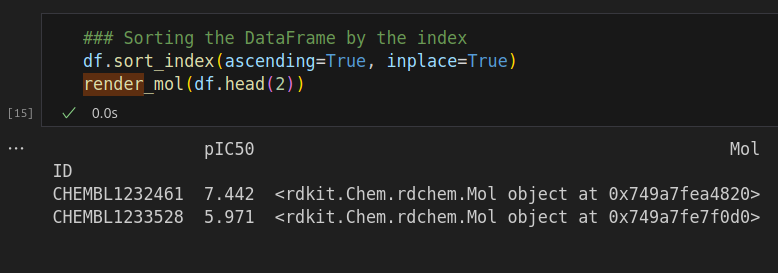 ### Sorting the DataFrame by the index
df.sort_index(ascending=True, inplace=True)
render_mol(df.head(2))
[15] ✓ 0.0s
... pIC50 Mol
ID
CHEMBL1232461 7.442 <rdkit.Chem.rdchem.Mol object at 0x749a7fea4820>
CHEMBL1233528 5.971 <rdkit.Chem.rdchem.Mol object at 0x749a7fe7f0d0>